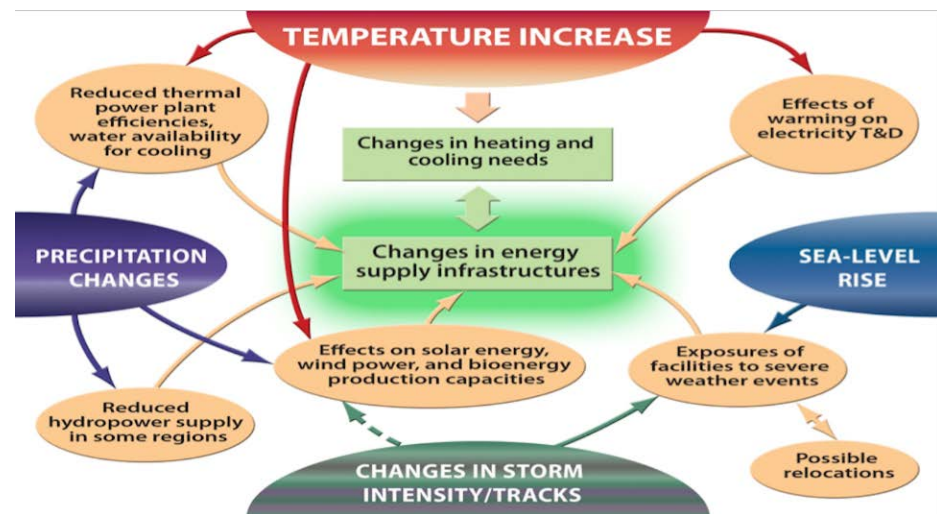 TEMPERATURE INCREASE
Reduced thermal
power plant
efficiencies,
water availability
for cooling
Effects of
warming on
electricity T&D
Changes in heating and
cooling needs
PRECIPITATION
CHANGES
Changes in energy
supply infrastructures
SEA-LEVEL
RISE
Effects on solar energy,
wind power, and bioenergy
production capacities
Exposures of
facilities to severe
weather events
Reduced
hydropower supply
in some regions
CHANGES IN STORM
INTENSITY/TRACKS
Possible
relocations